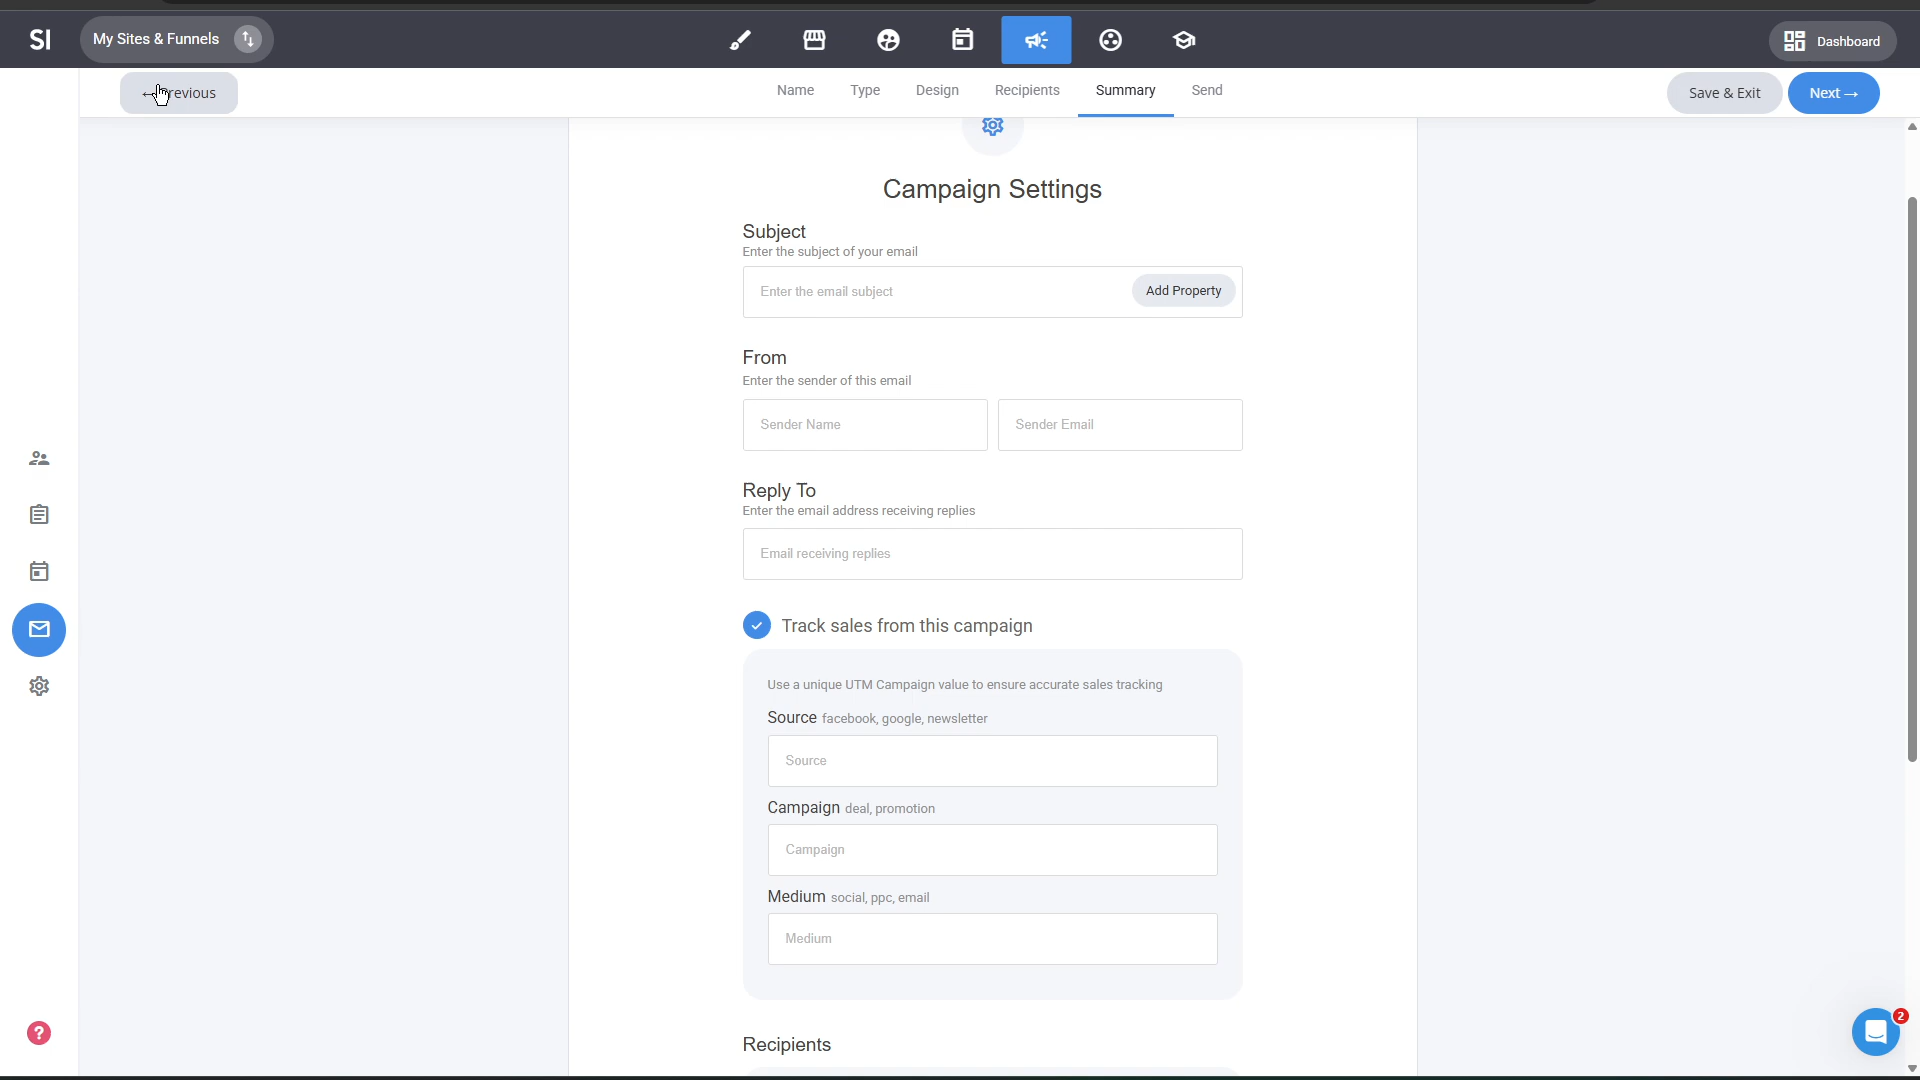 SI
My Sites & Funnels
Dashboard
← Previous
Name
Type
Design
Recipients
Summary
Send
Save & Exit
Next →
Campaign Settings
Subject
Enter the subject of your email
Enter the email subject
Add Property
From
Enter the sender of this email
Sender Name
Sender Email
Reply To
Enter the email address receiving replies
Email receiving replies
Track sales from this campaign
Use a unique UTM Campaign value to ensure accurate sales tracking
Source facebook, google, newsletter
Source
Campaign deal, promotion
Campaign
Medium social, ppc, email
Medium
Recipients
?
2